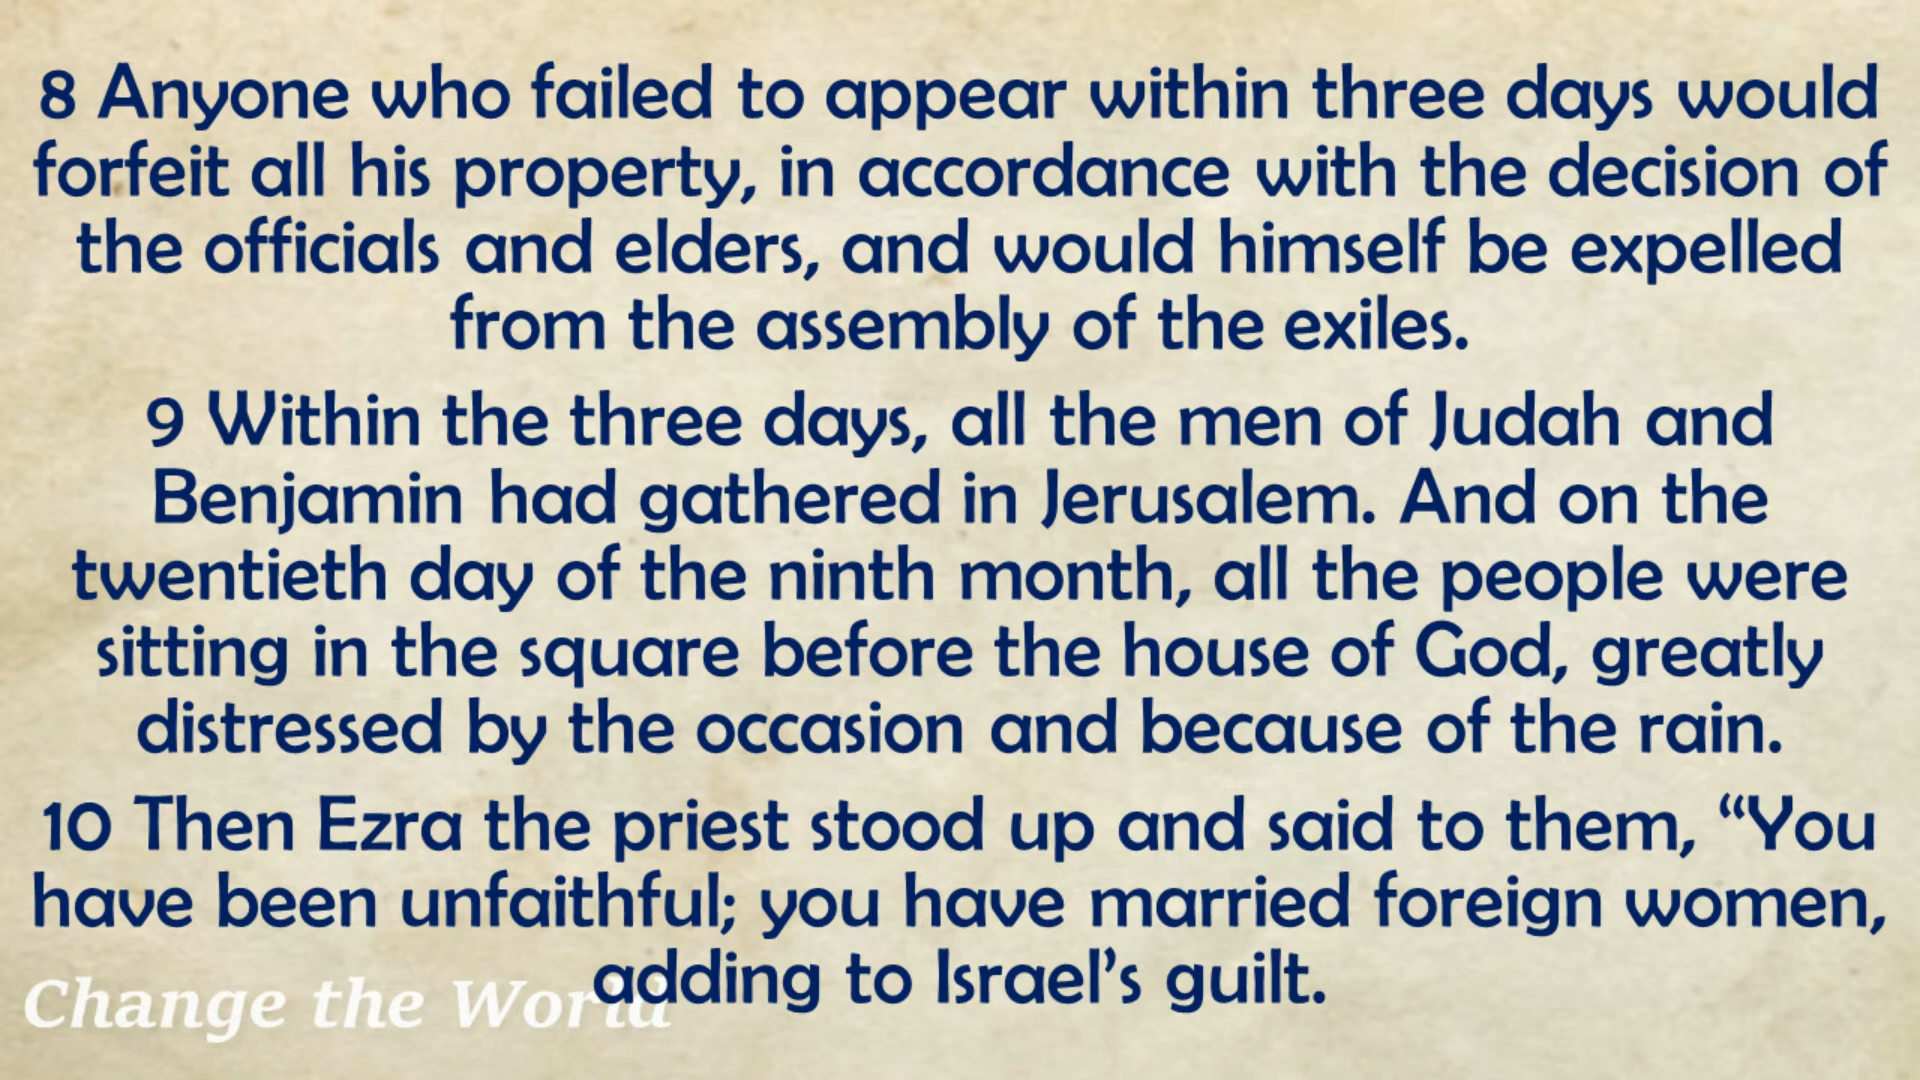 8 Anyone who failed to appear within three days would
forfeit all his property, in accordance with the decision of
the officials and elders, and would himself be expelled
from the assembly of the exiles.
9 Within the three days, all the men of Judah and
Benjamin had gathered in Jerusalem. And on the
twentieth day of the ninth month, all the people were
sitting in the square before the house of God, greatly
distressed by the occasion and because of the rain.
10 Then Ezra the priest stood up and said to them, “You
have been unfaithful; you have married foreign women,
adding to Israel’s guilt.
Change the World